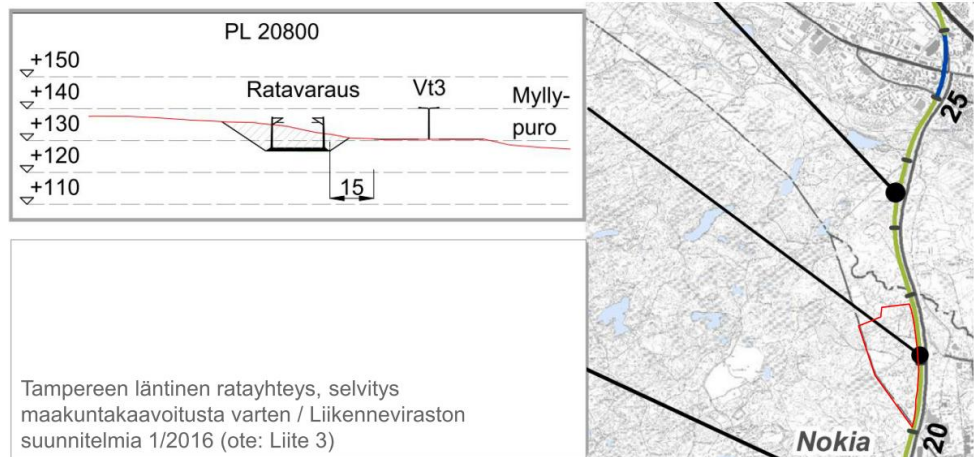 PL 20800
+150
+140
+130
+120
+110
Ratavaraus
Vt3
Mylly-
puro
15
Tampereen läntinen ratayhteys, selvitys
maakuntakaavoitusta varten / Liikenneviraston
suunnitelmia 1/2016 (ote: Liite 3)
25
20
Nokia